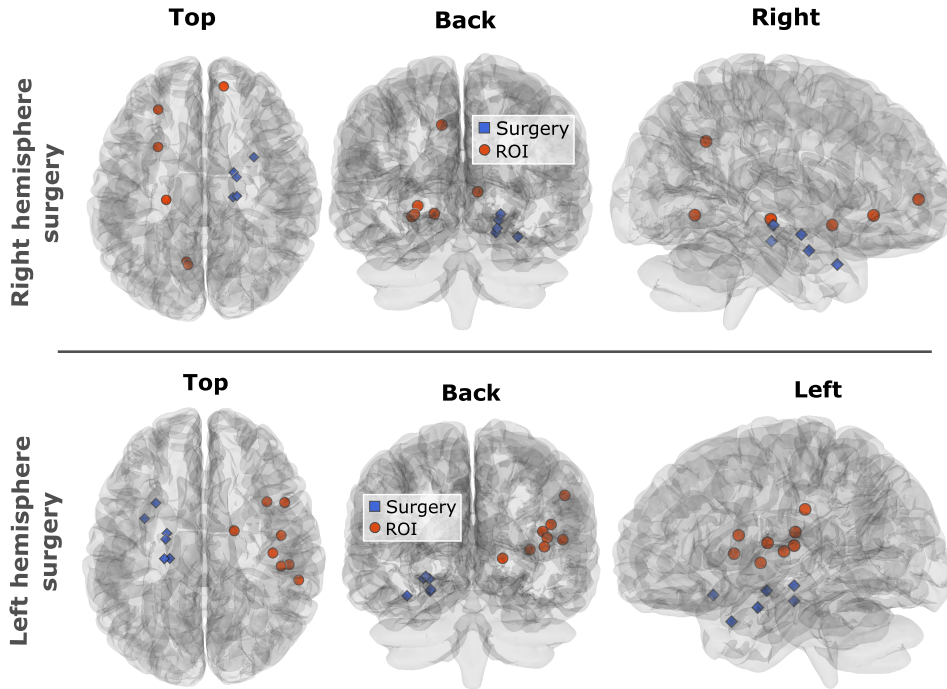 Top
Back
Right
Right hemisphere
surgery
Surgery
ROI
Top
Back
Left
Left hemisphere
surgery
Surgery
ROI